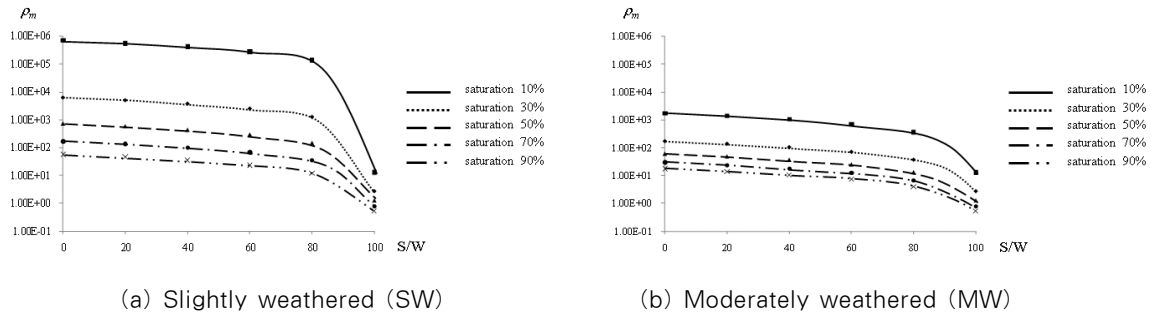 ρm
1.00E+06
1.00E+05
1.00E+04
1.00E+03
1.00E+02
1.00E+01
1.00E+00
1.00E-01
0 20 40 60 80 100
S/W
saturation 10%
saturation 30%
saturation 50%
saturation 70%
saturation 90%
(a) Slightly weathered (SW)
ρm
1.00E+06
1.00E+05
1.00E+04
1.00E+03
1.00E+02
1.00E+01
1.00E+00
1.00E-01
0 20 40 60 80 100
S/W
saturation 10%
saturation 30%
saturation 50%
saturation 70%
saturation 90%
(b) Moderately weathered (MW)